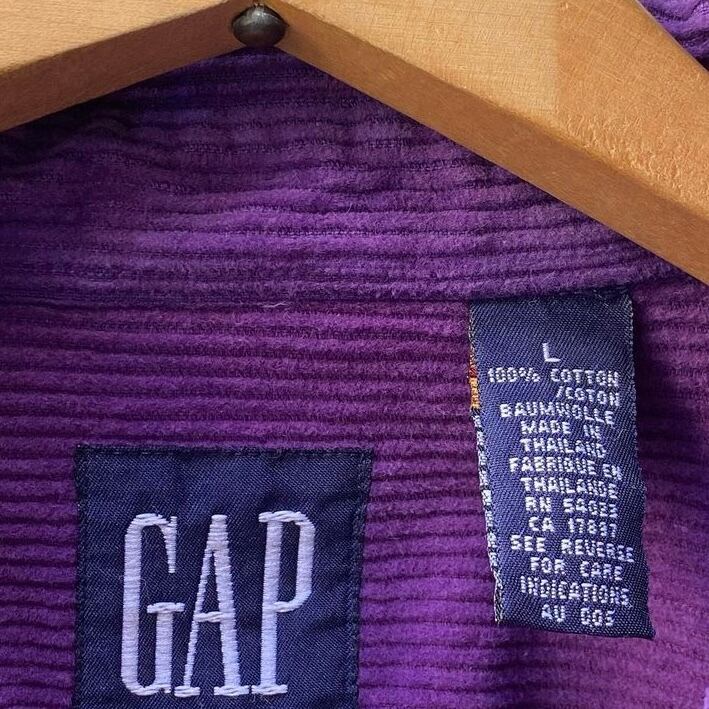 GAP
L
100% COTTON
/COTON
BAUMWOLLE
MADE IN
THAILAND
FABRIQUE EN
THAILANDE
RN 54023
CA 17897
SEE REVERSE
FOR CARE
INDICATIONS
AU 005